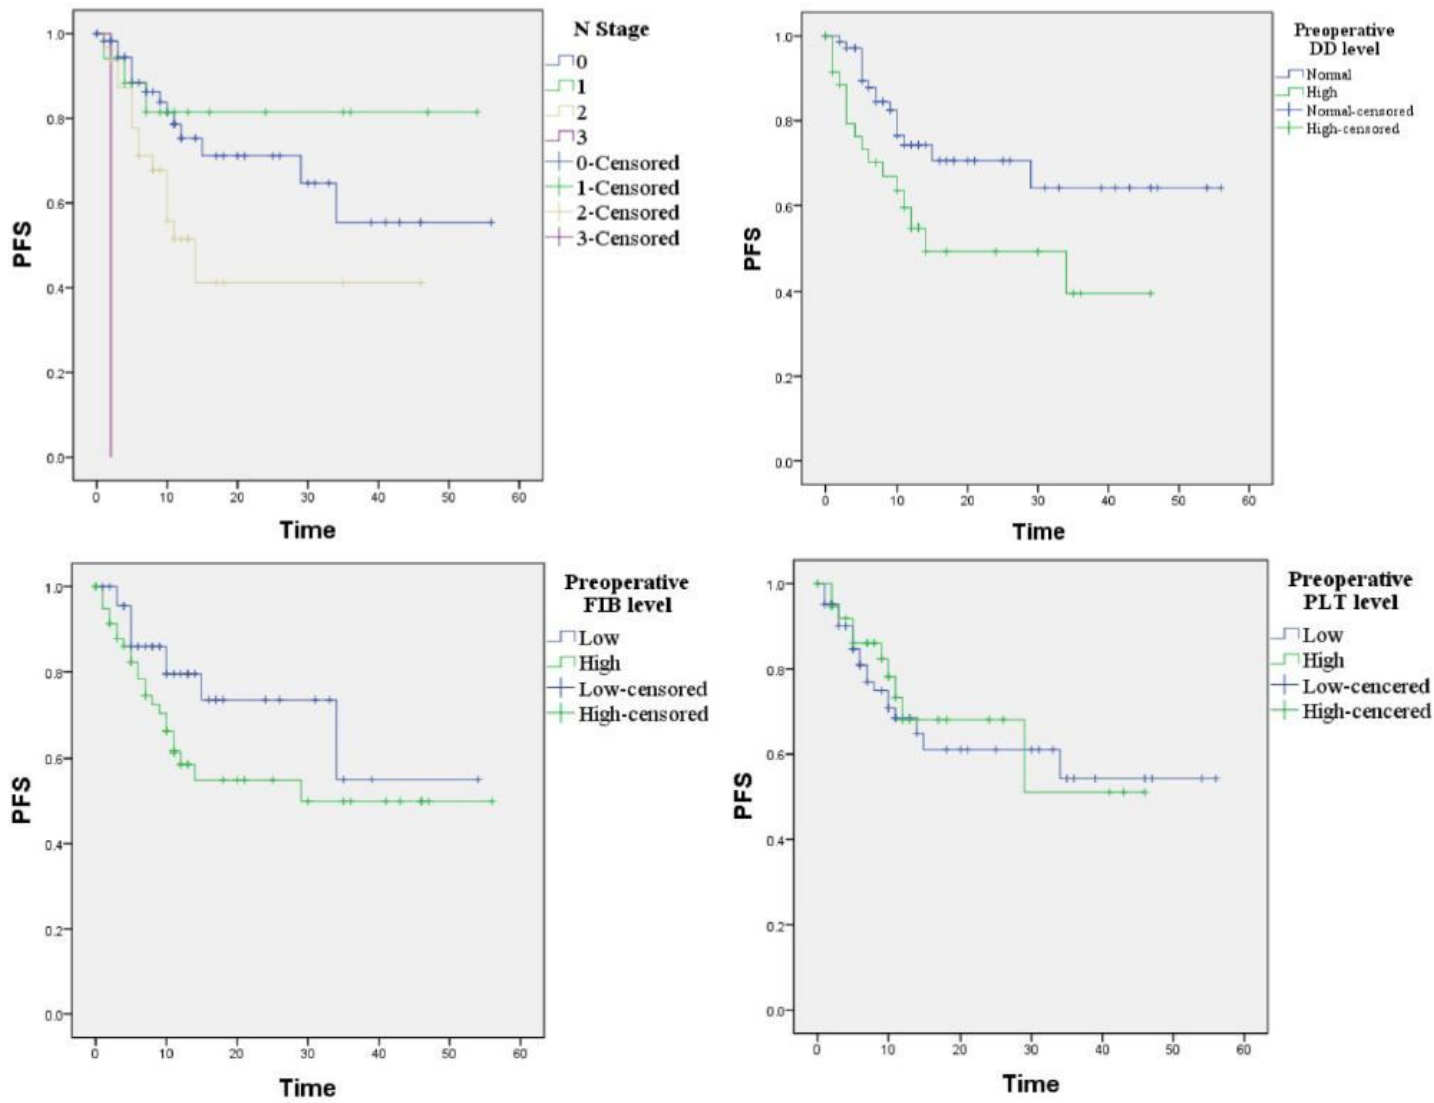 N Stage
0
1
2
3
0-Censored
1-Censored
2-Censored
3-Censored
1.0
0.8
0.6
0.4
0.2
0.0
PFS
0 10 20 30 40 50 60
Time
Preoperative
DD level
Normal
High
Normal-censored
High-censored
1.0
0.8
0.6
0.4
0.2
0.0
PFS
0 10 20 30 40 50 60
Time
Preoperative
FIB level
Low
High
Low-censored
High-censored
1.0
0.8
0.6
0.4
0.2
0.0
PFS
0 10 20 30 40 50 60
Time
Preoperative
PLT level
Low
High
Low-cencered
High-cencered
1.0
0.8
0.6
0.4
0.2
0.0
PFS
0 10 20 30 40 50 60
Time